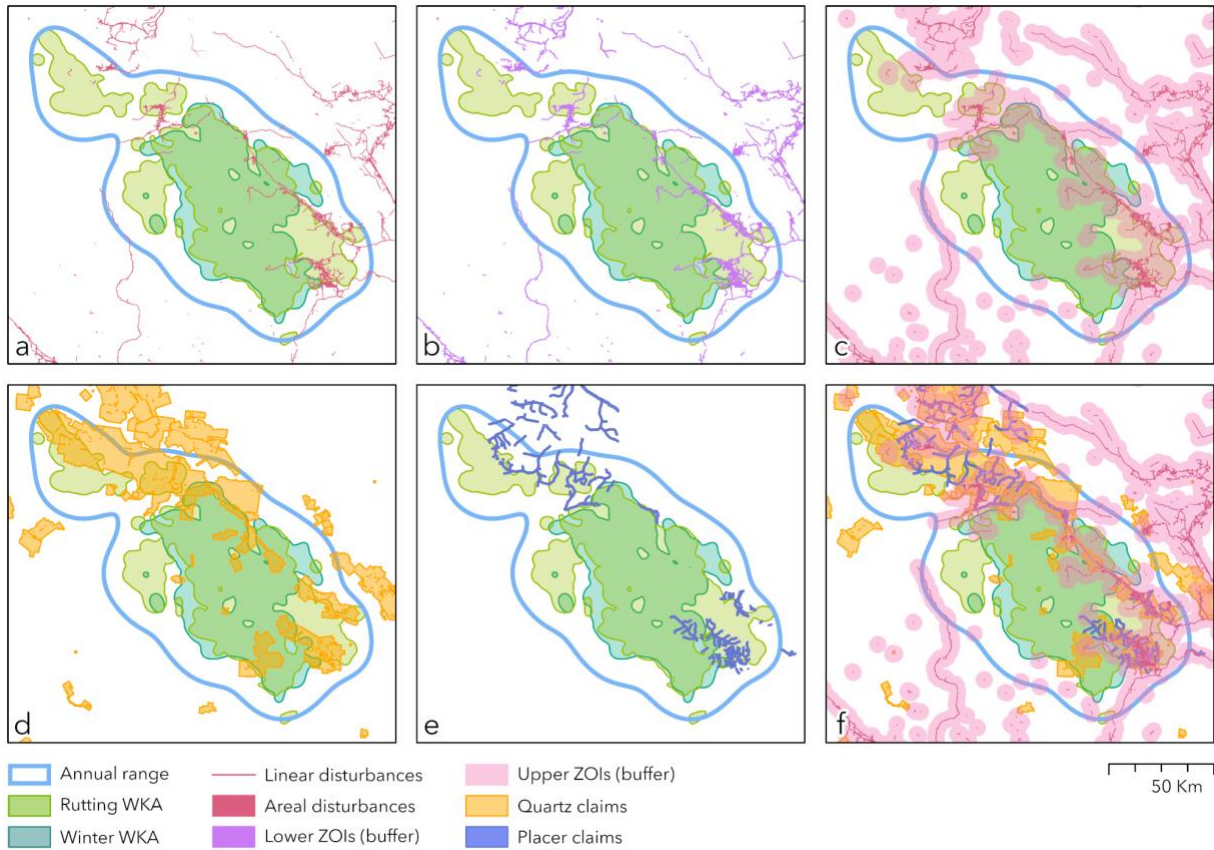 a
b
c
d
e
f
Annual range
Linear disturbances
Upper ZOIs (buffer)
Rutting WKA
Areal disturbances
Quartz claims
Winter WKA
Lower ZOIs (buffer)
Placer claims
50 Km